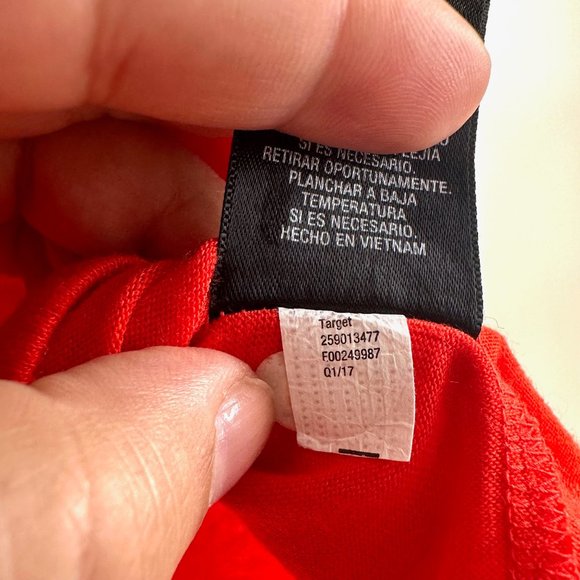 SI ES NECESARIO.
RETIRAR OPORTUNAMENTE.
PLANCHAR A BAJA
TEMPERATURA
SI ES NECESARIO.
HECHO EN VIETNAM
Target
259013477
F00249987
Q1/17